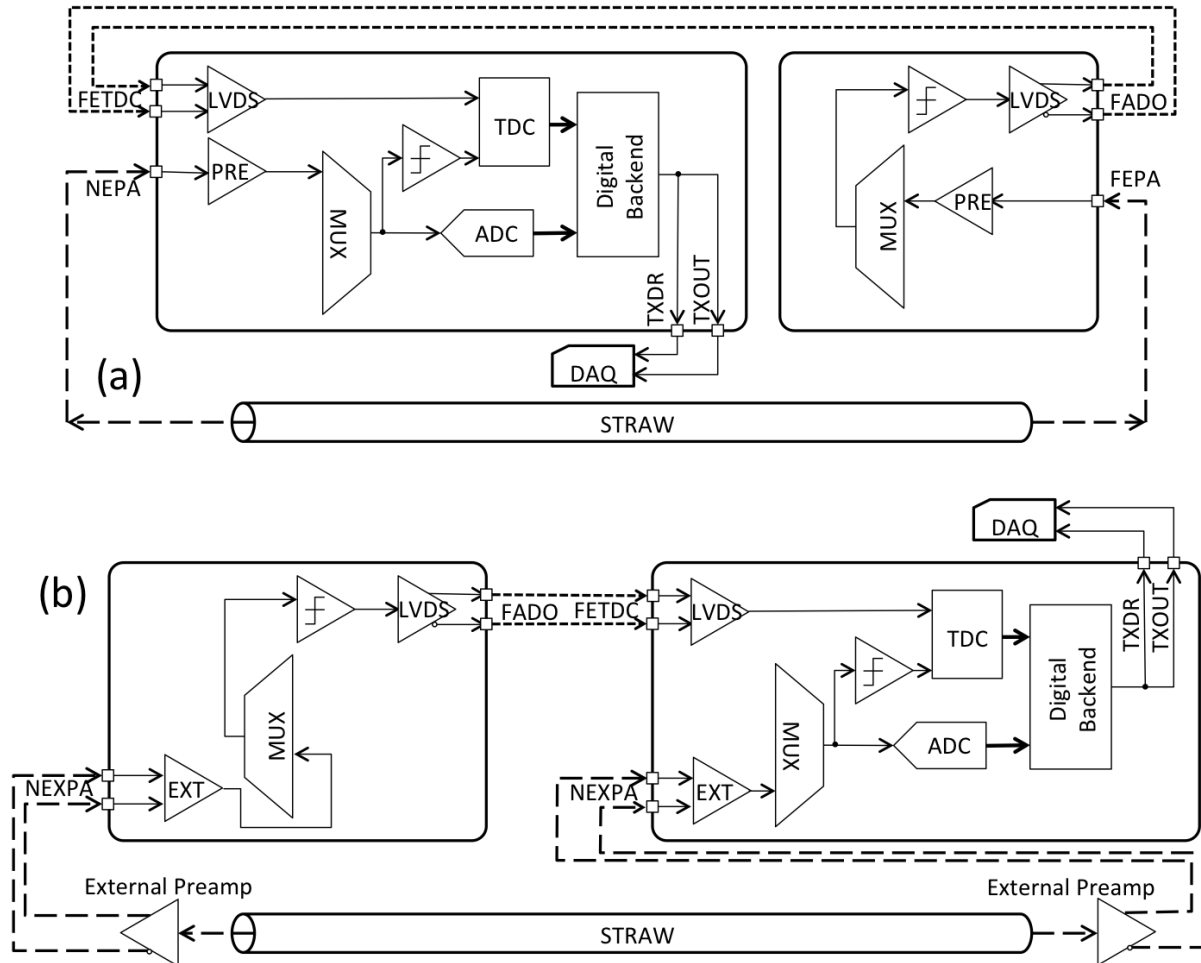 FETDC
LVDS
TDC
Digital
Backend
NEPA
PRE
MUX
ADC
TXDR
TXOUT
DAQ
LVDS
FADO
FEPA
PRE
MUX
(a)
STRAW
DAQ
(b)
LVDS
FADO
FETDC
LVDS
TDC
TXDR
TXOUT
MUX
MUX
Digital
Backend
ADC
NEXPA
EXT
NEXPA
EXT
External Preamp
External Preamp
STRAW